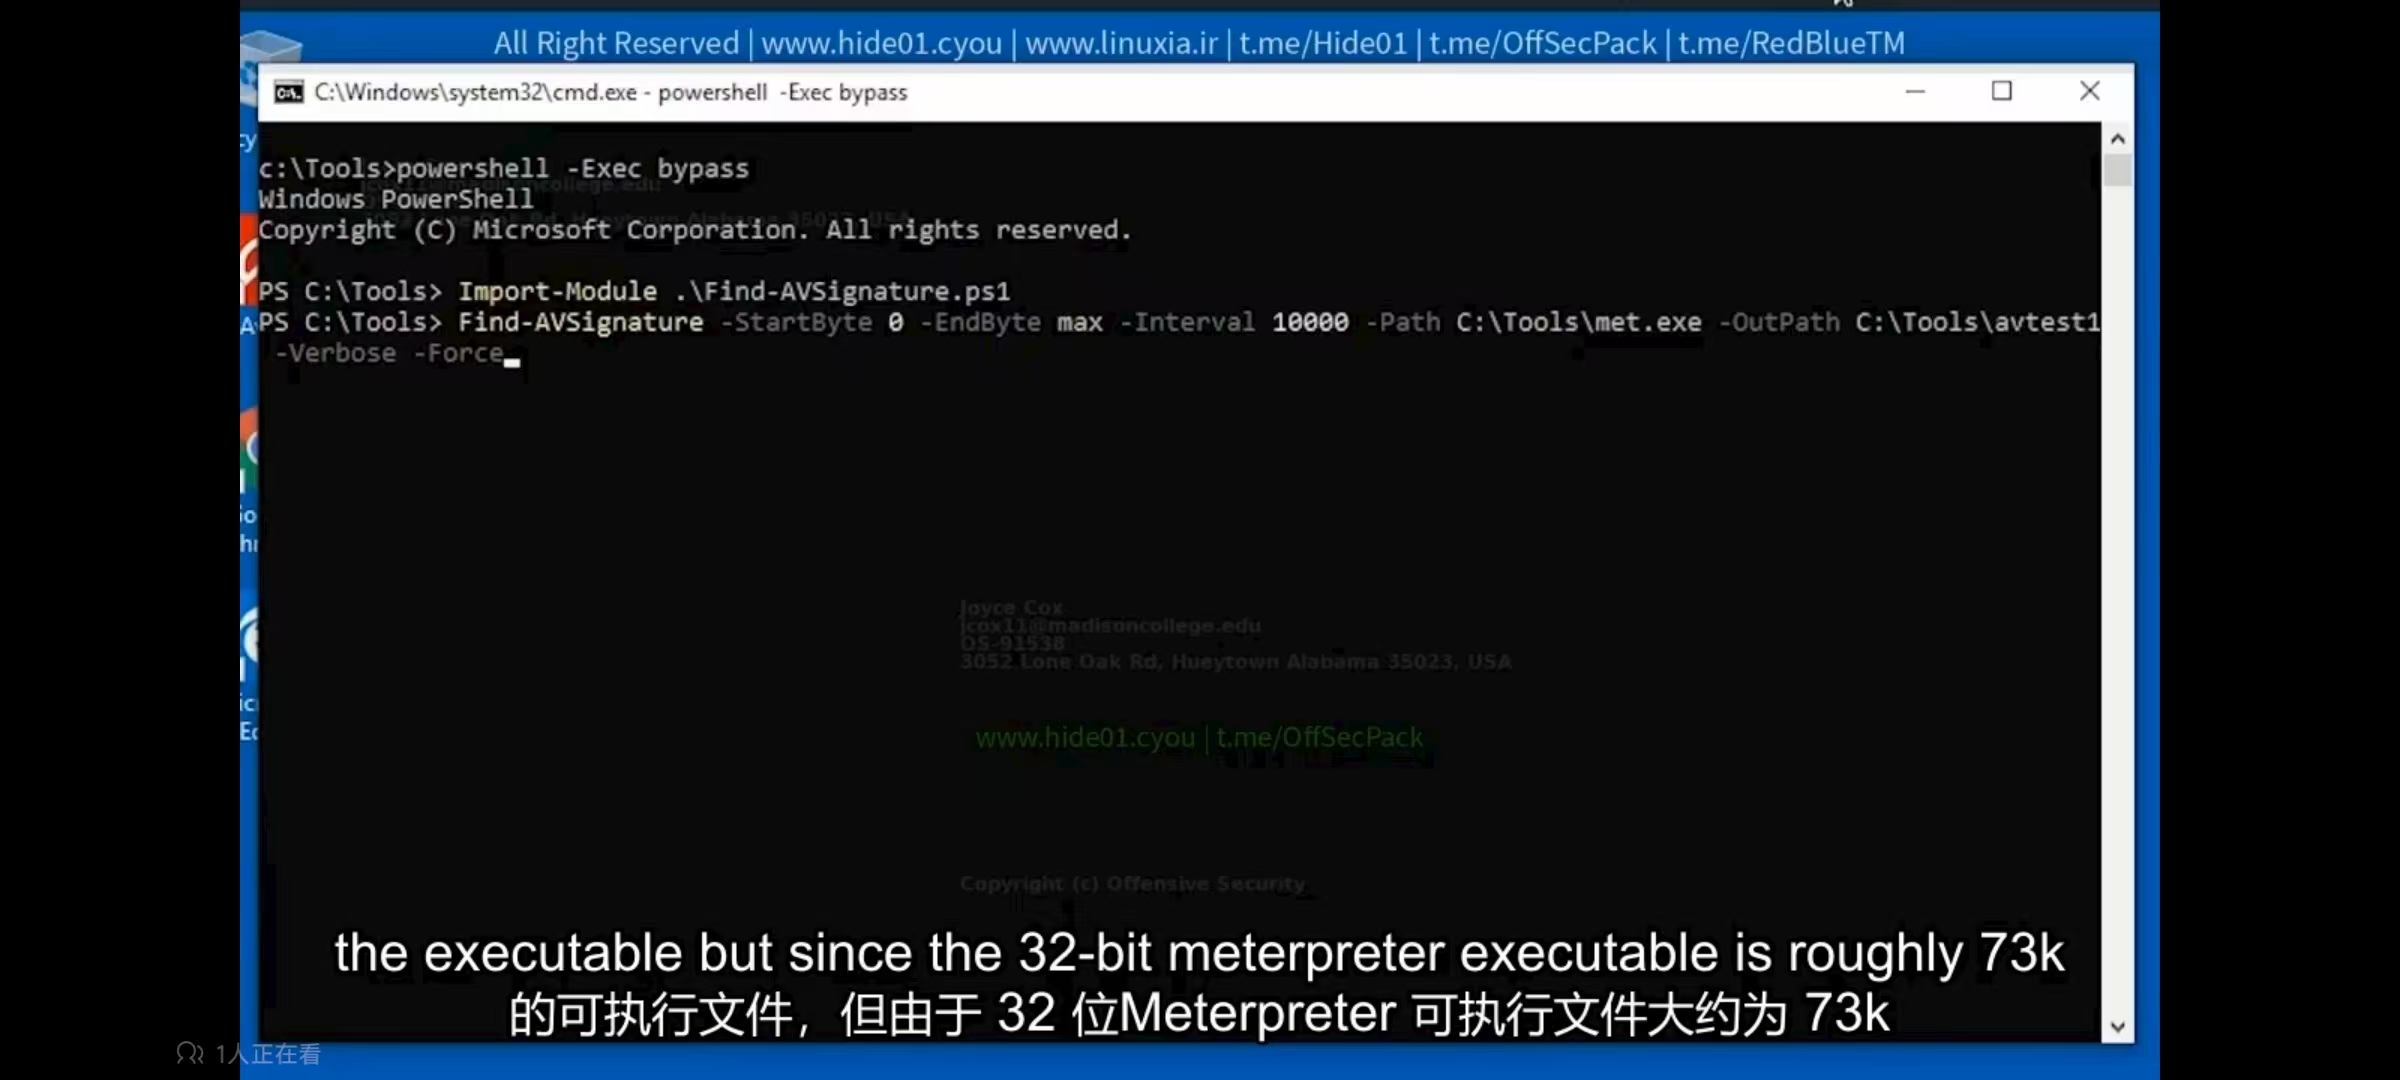 All Right Reserved | www.hide01.cyou | www.linuxia.ir | t.me/Hide01 | t.me/OffSecPack | t.me/RedBlueTM
C:\Windows\system32\cmd.exe - powershell  -Exec bypass
c:\Tools>powershell -Exec bypass
jcox11@madisoncollege.edu
Windows PowerShell
Copyright (C) Microsoft Corporation. All rights reserved.
PS C:\Tools> Import-Module .\Find-AVSignature.ps1
PS C:\Tools> Find-AVSignature -StartByte 0 -EndByte max -Interval 10000 -Path C:\Tools\met.exe -OutPath C:\Tools\avtest1
-Verbose -Force
Joyce Cox
jcox11@madisoncollege.edu
OS-91538
3052 Lone Oak Rd, Hueytown Alabama 35023, USA
www.hide01.cyou | t.me/OffSecPack
Copyright (c) Offensive Security
the executable but since the 32-bit meterpreter executable is roughly 73k
的可执行文件，但由于 32 位Meterpreter 可执行文件大约为 73k
1人正在看